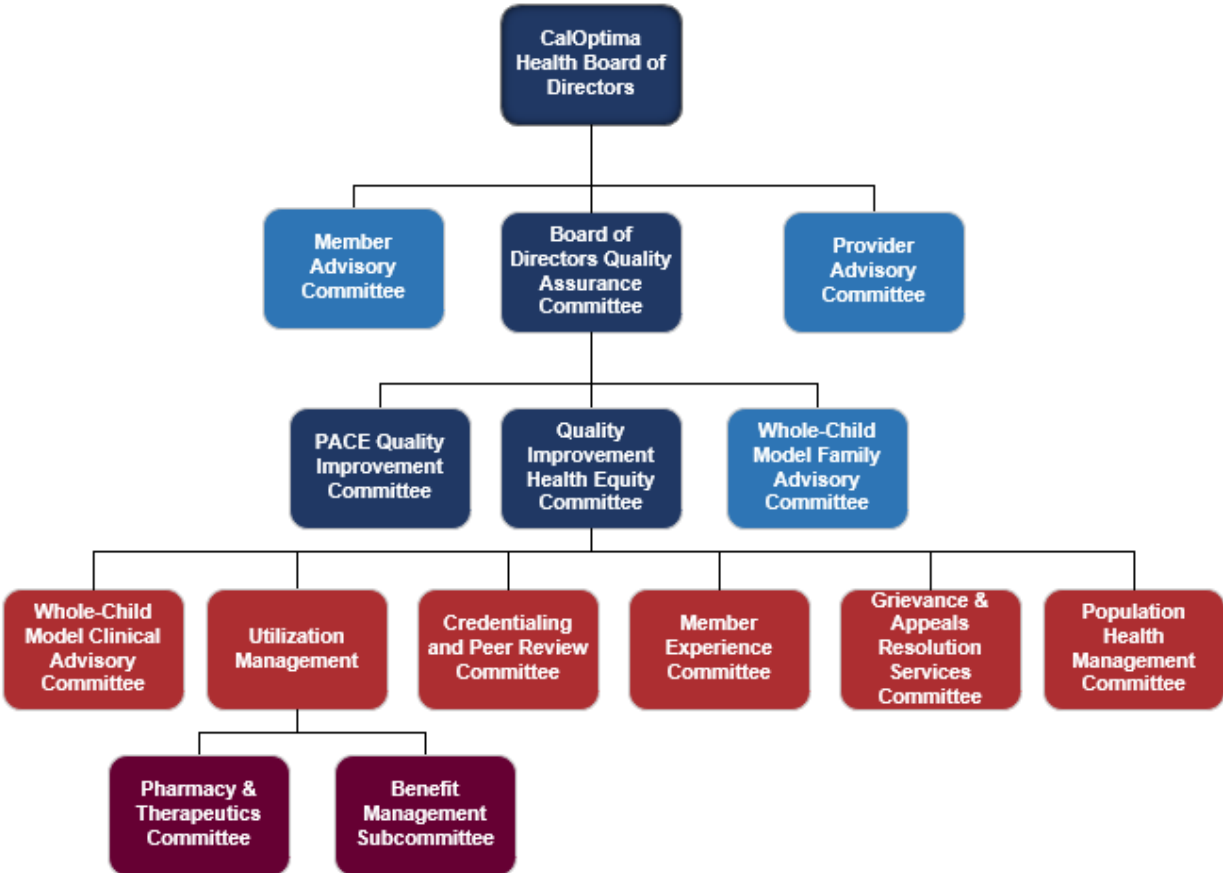 CalOptima
Health Board of
Directors
Member
Advisory
Committee
Board of
Directors Quality
Assurance
Committee
Provider
Advisory
Committee
PACE Quality
Improvement
Committee
Quality
Improvement
Health Equity
Committee
Whole-Child
Model Family
Advisory
Committee
Whole-Child
Model Clinical
Advisory
Committee
Utilization
Management
Credentialing
and Peer Review
Committee
Member
Experience
Committee
Grievance &
Appeals
Resolution
Services
Committee
Population
Health
Management
Committee
Pharmacy &
Therapeutics
Committee
Benefit
Management
Subcommittee